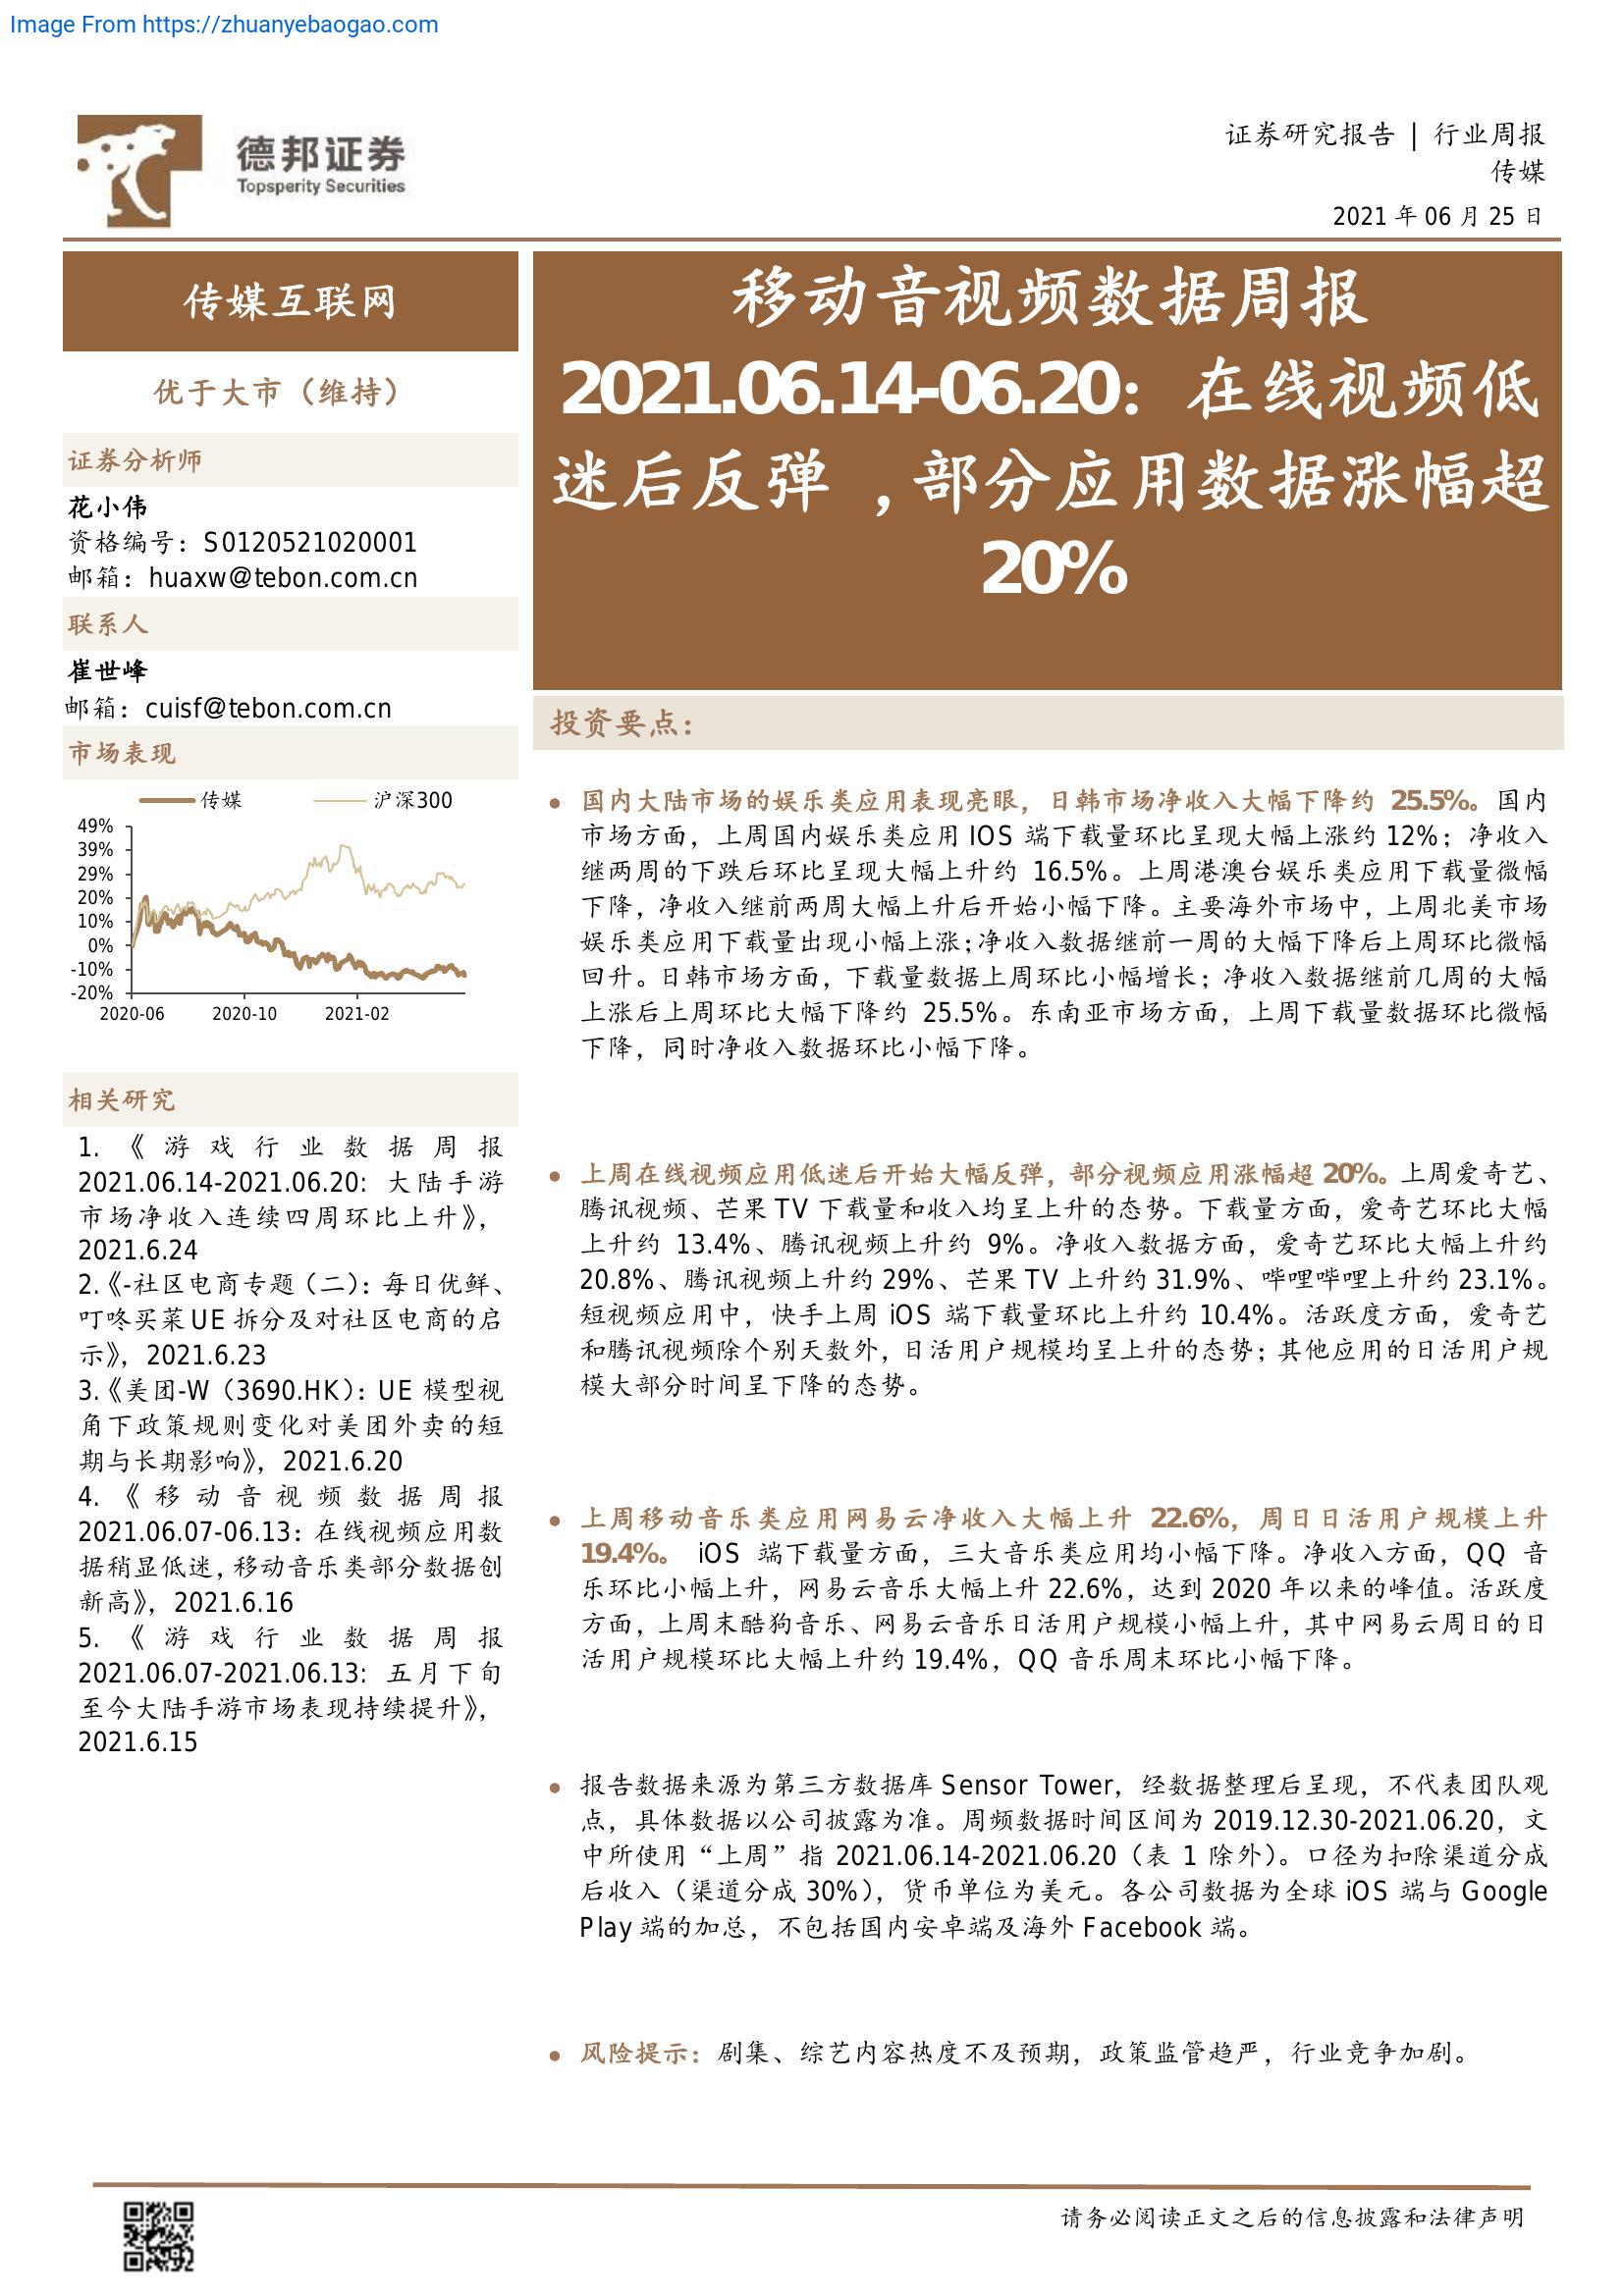 Image From https://zhuanyebaogao.com
德邦证券
Topsperity Securities
证券研究报告 | 行业周报
传媒
2021 年 06 月 25 日
传媒互联网
优于大市（维持）
证券分析师
花小伟
资格编号：S0120521020001
邮箱：huaxw@tebon.com.cn
联系人
崔世峰
邮箱：cuisf@tebon.com.cn
市场表现
传媒 沪深300
49%
39%
29%
20%
10%
0%
-10%
-20%
2020-06 2020-10 2021-02
相关研究
1.《游戏行业数据周报
2021.06.14-2021.06.20：大陆手游
市场净收入连续四周环比上升》，
2021.6.24
2.《-社区电商专题（二）：每日优鲜、
叮咚买菜 UE 拆分及对社区电商的启
示》，2021.6.23
3.《美团-W（3690.HK）：UE 模型视
角下政策规则变化对美团外卖的短
期与长期影响》，2021.6.20
4.《移动音视频数据周报
2021.06.07-06.13：在线视频应用数
据稍显低迷，移动音乐类部分数据创
新高》，2021.6.16
5.《游戏行业数据周报
2021.06.07-2021.06.13：五月下旬
至今大陆手游市场表现持续提升》，
2021.6.15
移动音视频数据周报
2021.06.14-06.20：在线视频低
迷后反弹 ，部分应用数据涨幅超
20%
投资要点：
● 国内大陆市场的娱乐类应用表现亮眼，日韩市场净收入大幅下降约 25.5%。国内
市场方面，上周国内娱乐类应用 IOS 端下载量环比呈现大幅上涨约 12%；净收入
继两周的下跌后环比呈现大幅上升约 16.5%。上周港澳台娱乐类应用下载量微幅
下降，净收入继前两周大幅上升后开始小幅下降。主要海外市场中，上周北美市场
娱乐类应用下载量出现小幅上涨；净收入数据继前一周的大幅下降后上周环比微幅
回升。日韩市场方面，下载量数据上周环比小幅增长；净收入数据继前几周的大幅
上涨后上周环比大幅下降约 25.5%。东南亚市场方面，上周下载量数据环比微幅
下降，同时净收入数据环比小幅下降。
● 上周在线视频应用低迷后开始大幅反弹，部分视频应用涨幅超 20%。上周爱奇艺、
腾讯视频、芒果 TV 下载量和收入均呈上升的态势。下载量方面，爱奇艺环比大幅
上升约 13.4%、腾讯视频上升约 9%。净收入数据方面，爱奇艺环比大幅上升约
20.8%、腾讯视频上升约 29%、芒果 TV 上升约 31.9%、哔哩哔哩上升约 23.1%。
短视频应用中，快手上周 iOS 端下载量环比上升约 10.4%。活跃度方面，爱奇艺
和腾讯视频除个别天数外，日活用户规模均呈上升的态势；其他应用的日活用户规
模大部分时间呈下降的态势。
● 上周移动音乐类应用网易云净收入大幅上升 22.6%，周日日活用户规模上升
19.4%。 iOS 端下载量方面，三大音乐类应用均小幅下降。净收入方面，QQ 音
乐环比小幅上升，网易云音乐大幅上升 22.6%，达到 2020 年以来的峰值。活跃度
方面，上周末酷狗音乐、网易云音乐日活用户规模小幅上升，其中网易云周日的日
活用户规模环比大幅上升约 19.4%，QQ 音乐周末环比小幅下降。
● 报告数据来源为第三方数据库 Sensor Tower，经数据整理后呈现，不代表团队观
点，具体数据以公司披露为准。周频数据时间区间为 2019.12.30-2021.06.20，文
中所使用“上周”指 2021.06.14-2021.06.20（表 1 除外）。口径为扣除渠道分成
后收入（渠道分成 30%），货币单位为美元。各公司数据为全球 iOS 端与 Google
Play 端的加总，不包括国内安卓端及海外 Facebook 端。
● 风险提示：剧集、综艺内容热度不及预期，政策监管趋严，行业竞争加剧。
请务必阅读正文之后的信息披露和法律声明